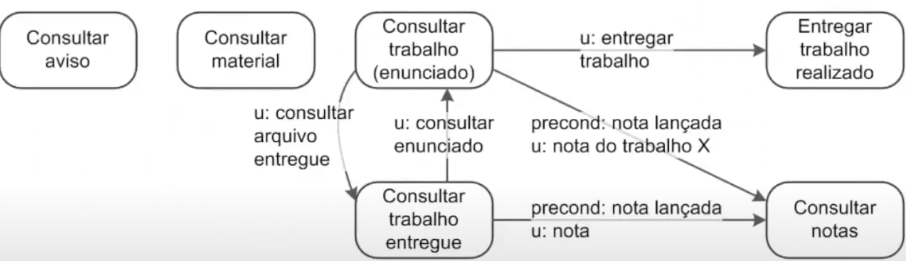 Consultar
aviso
Consultar
material
Consultar
trabalho
(enunciado)
u: entregar
trabalho
Entregar
trabalho
realizado
u: consultar
arquivo
entregue
u: consultar
enunciado
precond: nota lançada
u: nota do trabalho X
Consultar
trabalho
entregue
precond: nota lançada
u: nota
Consultar
notas